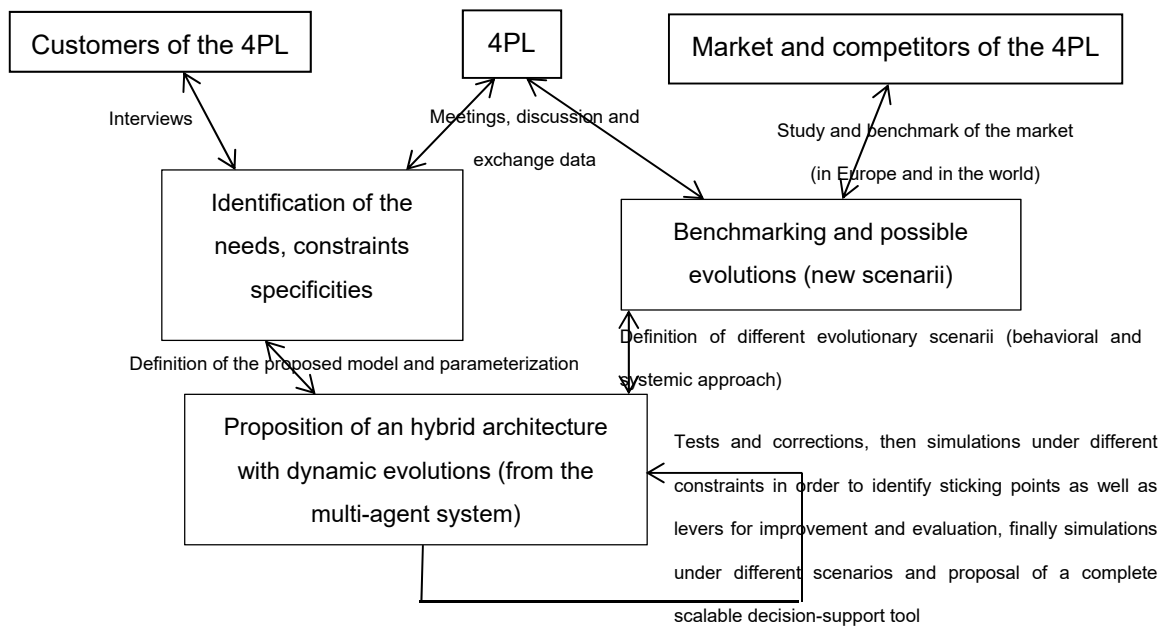 Customers of the 4PL
4PL
Market and competitors of the 4PL
Interviews
Meetings, discussion and
exchange data
Study and benchmark of the market
(in Europe and in the world)
Identification of the
needs, constraints
specificities
Benchmarking and possible
evolutions (new scenarii)
Definition of the proposed model and parameterization
Definition of different evolutionary scenarii (behavioral and
systemic approach)
Proposition of an hybrid architecture
with dynamic evolutions (from the
multi-agent system)
Tests and corrections, then simulations under different
constraints in order to identify sticking points as well as
levers for improvement and evaluation, finally simulations
under different scenarios and proposal of a complete
scalable decision-support tool